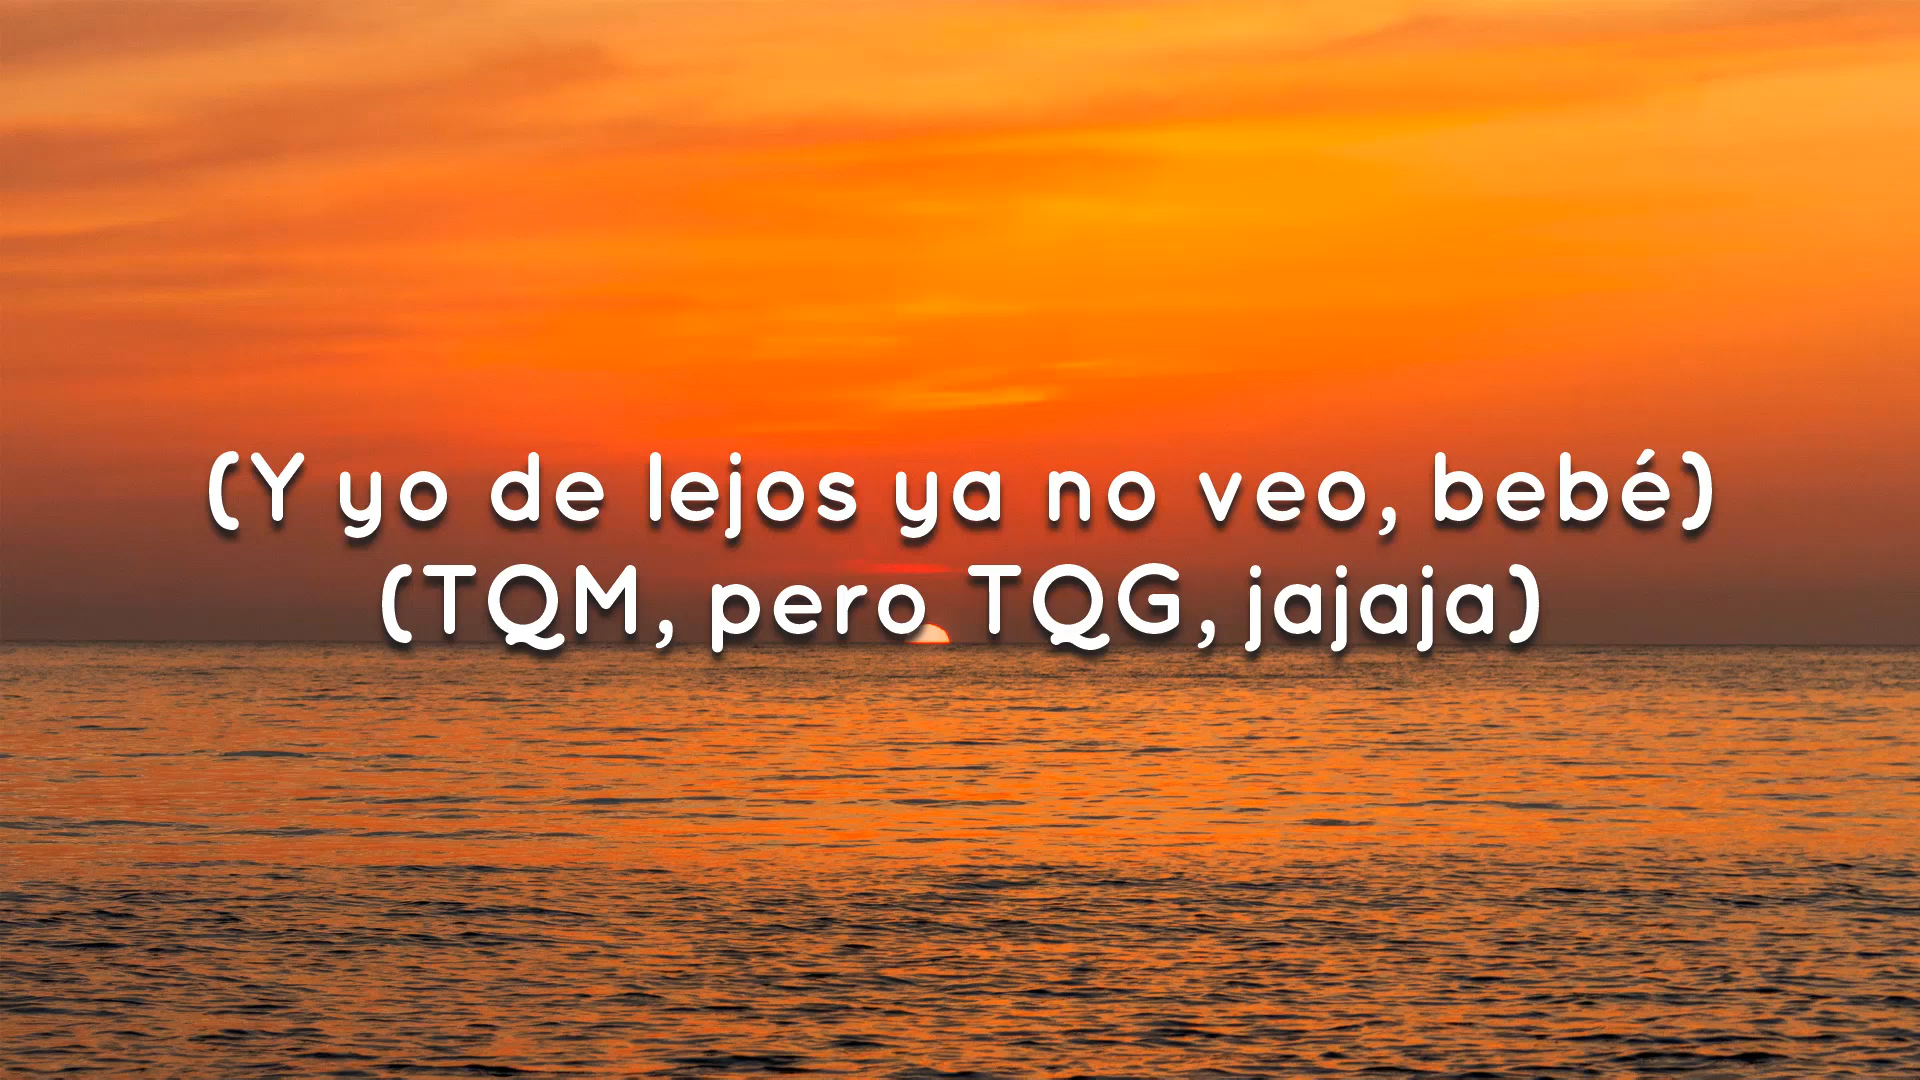 (Y yo de lejos ya no veo, bebé)
(TQM, pero TQG, jajaja)